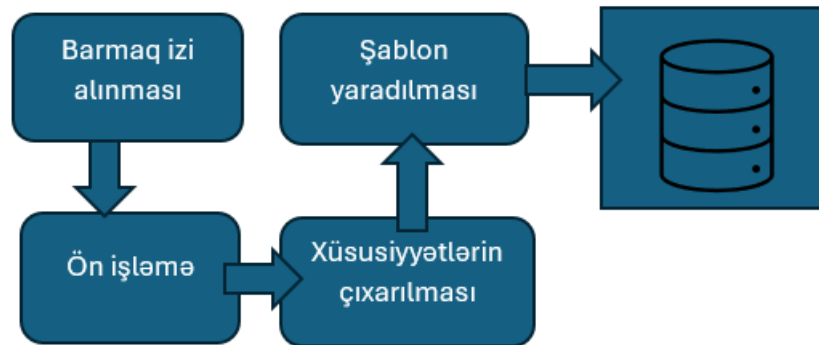 Barmaq izi
alınması
Ön işləmə
Xüsusiyyətlərin
çıxarılması
Şablon
yaradılması